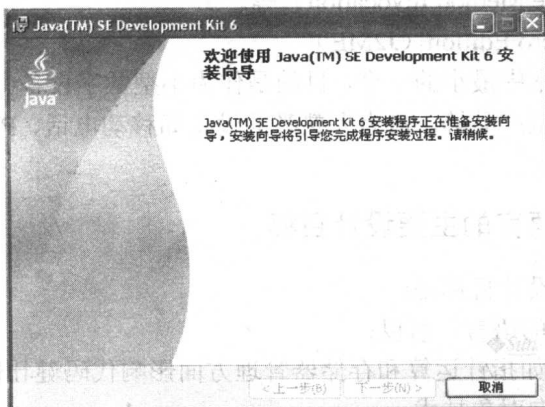 Java(TM) SE Development Kit 6
Java
欢迎使用 Java(TM) SE Development Kit 6 安
装向导
Java(TM) SE Development Kit 6 安装程序正在准备安装向
导，安装向导将引导您完成程序安装过程。请稍候。
Sun
<上一步(B)
下一步(N)>
取消